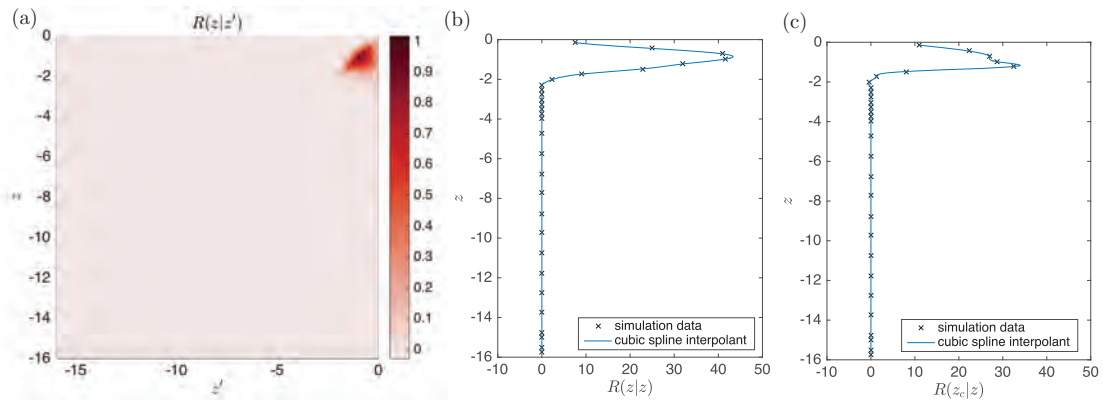 (a)
R(z|z′)
0
-2
-4
-6
-8
-10
-12
-14
-16
z
-15
-10
-5
0
z′
1
0.9
0.8
0.7
0.6
0.5
0.4
0.3
0.2
0.1
0
(b)
0
-2
-4
-6
-8
-10
-12
-14
-16
z
× simulation data
cubic spline interpolant
-10 0 10 20 30 40 50
R(z|z)
(c)
0
-2
-4
-6
-8
-10
-12
-14
-16
z
× simulation data
cubic spline interpolant
-10 0 10 20 30 40 50
R(z_c|z)